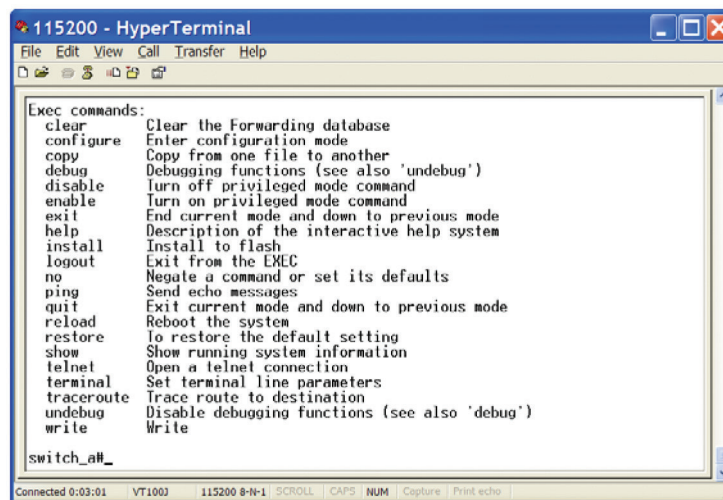 115200 - HyperTerminal
File Edit View Call Transfer Help
Exec commands:
clear Clear the Forwarding database
configure Enter configuration mode
copy Copy from one file to another
debug Debugging functions (see also 'undebug')
disable Turn off privileged mode command
enable Turn on privileged mode command
exit End current mode and down to previous mode
help Description of the interactive help system
install Install to flash
logout Exit from the EXEC
no Negate a command or set its defaults
ping Send echo messages
quit Exit current mode and down to previous mode
reload Reboot the system
restore To restore the default setting
show Show running system information
telnet Open a telnet connection
terminal Set terminal line parameters
traceroute Trace route to destination
undebug Disable debugging functions (see also 'debug')
write Write
switch_a#_
Connected 0:03:01 VT100J 115200 8-N-1 SCROLL CAPS NUM Capture Print echo